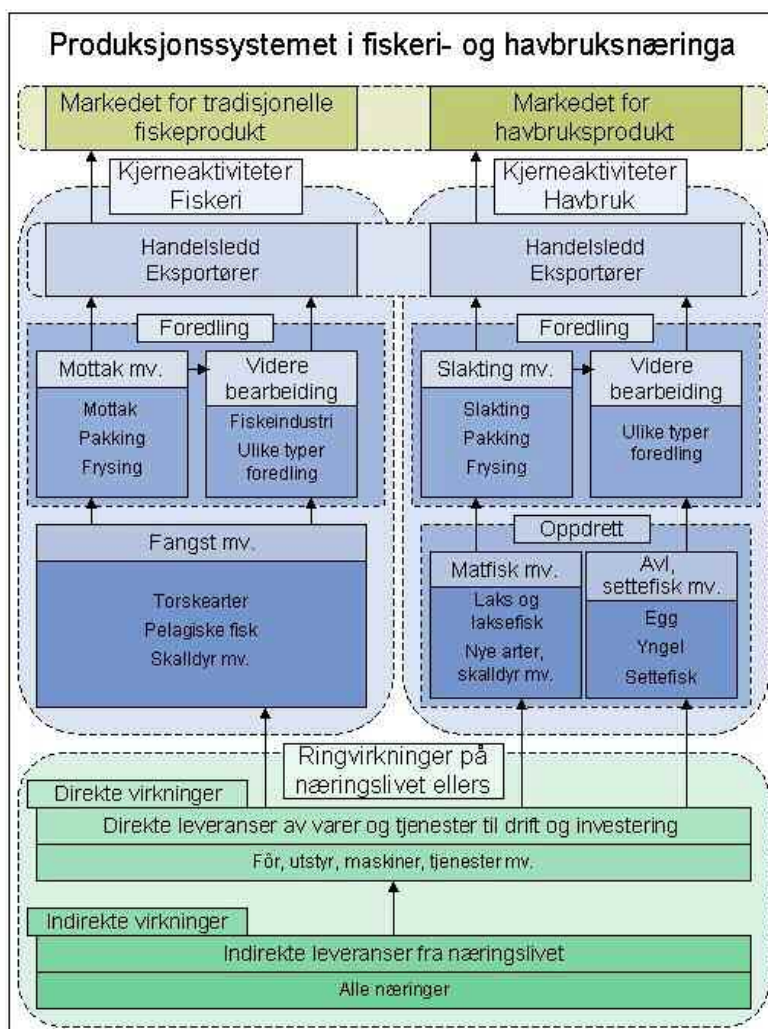 Produksjonssystemet i fiskeri- og havbruksnæringa
Markedet for tradisjonelle
fiskeprodukt
Markedet for
havbruksprodukt
Kjerneaktiviteter
Fiskeri
Kjerneaktiviteter
Havbruk
Handelsledd
Eksportører
Handelsledd
Eksportører
Foredling
Mottak mv.
Mottak
Pakking
Frysing
Videre
bearbeiding
Fiskeindustri
Ulike typer
foredling
Foredling
Slakting mv.
Slakting
Pakking
Frysing
Videre
bearbeiding
Ulike typer
foredling
Fangst mv.
Torskearter
Pelagiske fisk
Skalldyr mv.
Oppdrett
Matfisk mv.
Laks og
laksefisk
Nye arter,
skalldyr mv.
Avl,
settefisk mv.
Egg
Yngel
Settefisk
Ringvirkninger på
næringslivet ellers
Direkte virkninger
Direkte leveranser av varer og tjenester til drift og investering
Fôr, utstyr, maskiner, tjenester mv.
Indirekte virkninger
Indirekte leveranser fra næringslivet
Alle næringer